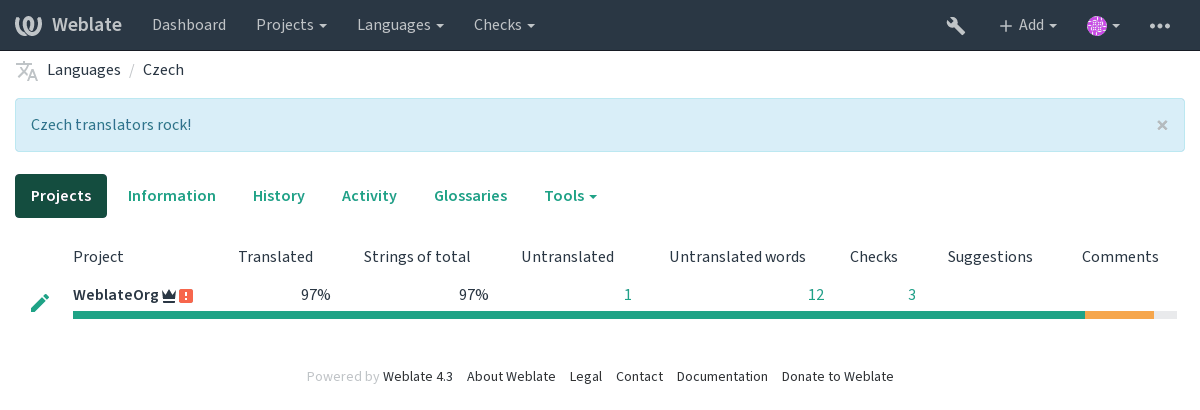 Weblate Dashboard Projects Languages Checks + Add
Languages / Czech
Czech translators rock! ×
Projects Information History Activity Glossaries Tools
Project Translated Strings of total Untranslated Untranslated words Checks Suggestions Comments
WeblateOrg 97% 97% 1 12 3
Powered by Weblate 4.3 About Weblate Legal Contact Documentation Donate to Weblate